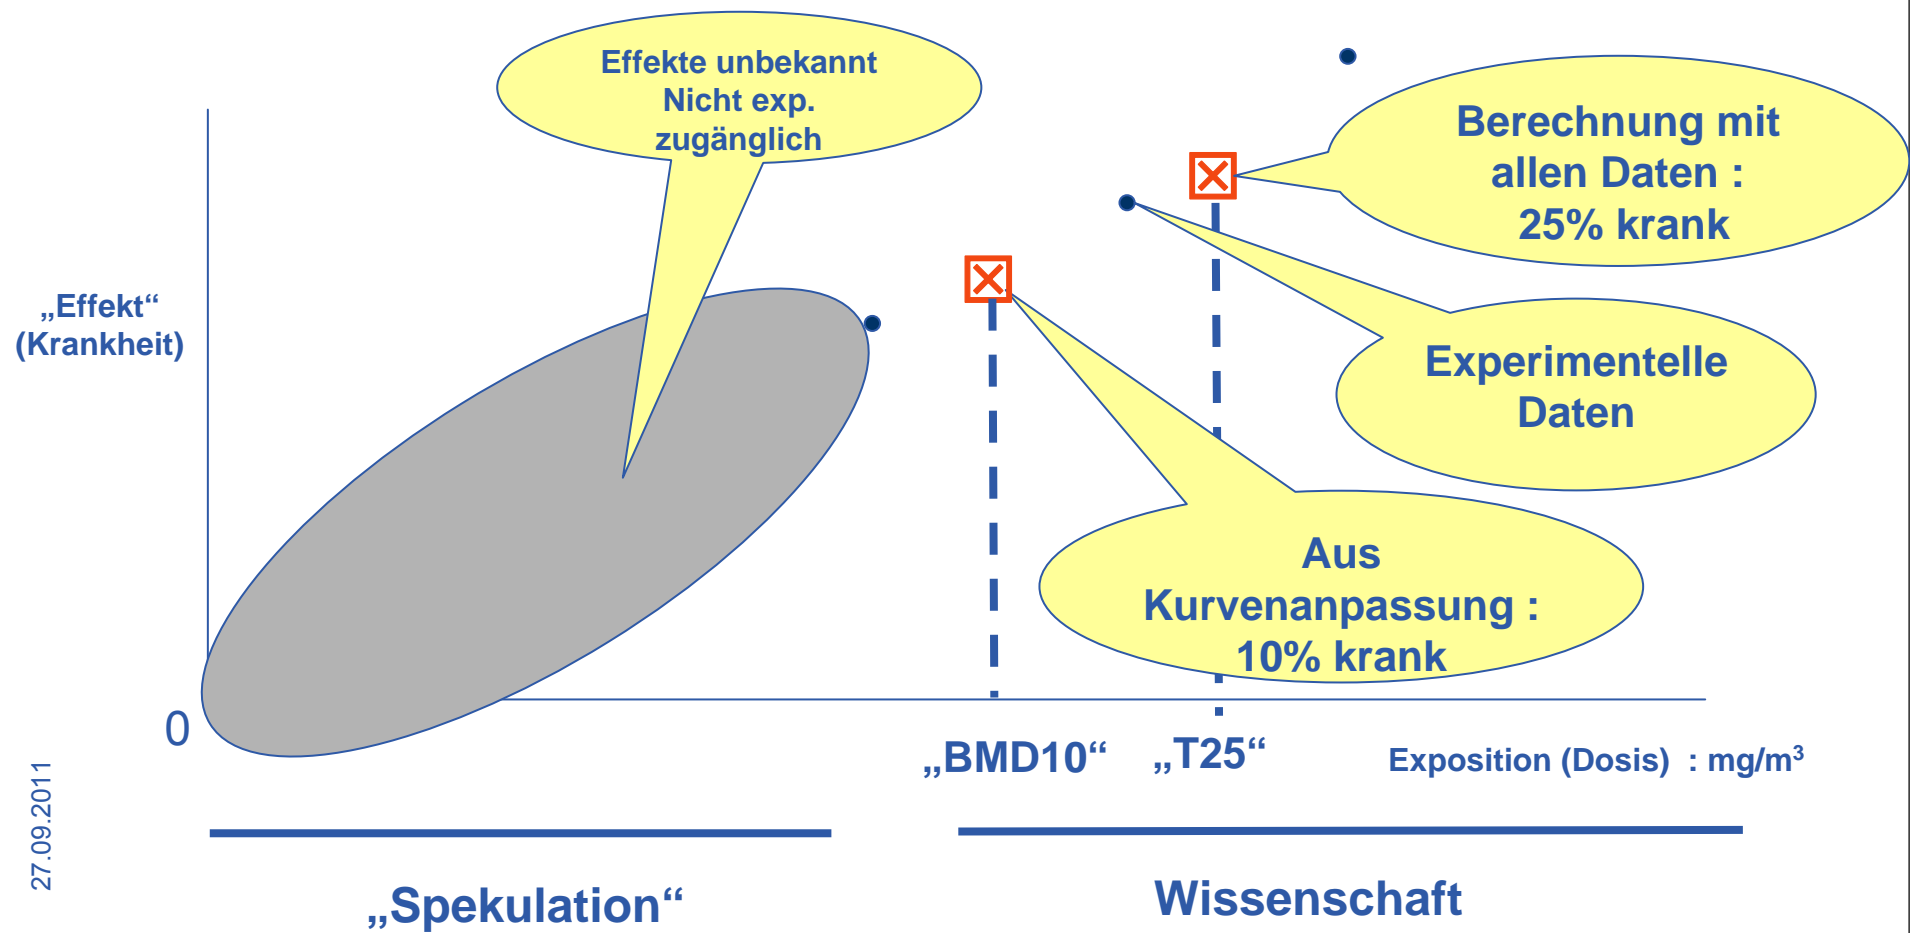 Effekte unbekannt
Nicht exp.
zugänglich
Berechnung mit
allen Daten :
25% krank
„Effekt“
(Krankheit)
Experimentelle
Daten
Aus
Kurvenanpassung :
10% krank
0
„BMD10“
„T25“
Exposition (Dosis) : mg/m³
27.09.2011
„Spekulation“
Wissenschaft